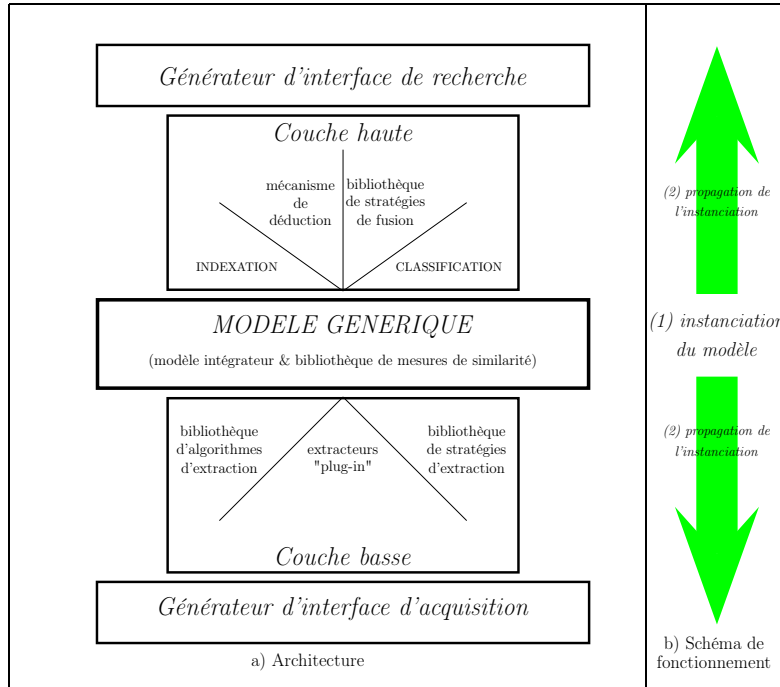 Générateur d'interface de recherche
Couche haute
mécanisme
de
déduction
bibliothèque
de stratégies
de fusion
INDEXATION
CLASSIFICATION
MODELE GENERIQUE
(modèle intégrateur & bibliothèque de mesures de similarité)
bibliothèque
d'algorithmes
d'extraction
extracteurs
"plug-in"
bibliothèque
de stratégies
d'extraction
Couche basse
Générateur d'interface d'acquisition
a) Architecture
(2) propagation de
l'instanciation
(1) instanciation
du modèle
(2) propagation de
l'instanciation
b) Schéma de
fonctionnement